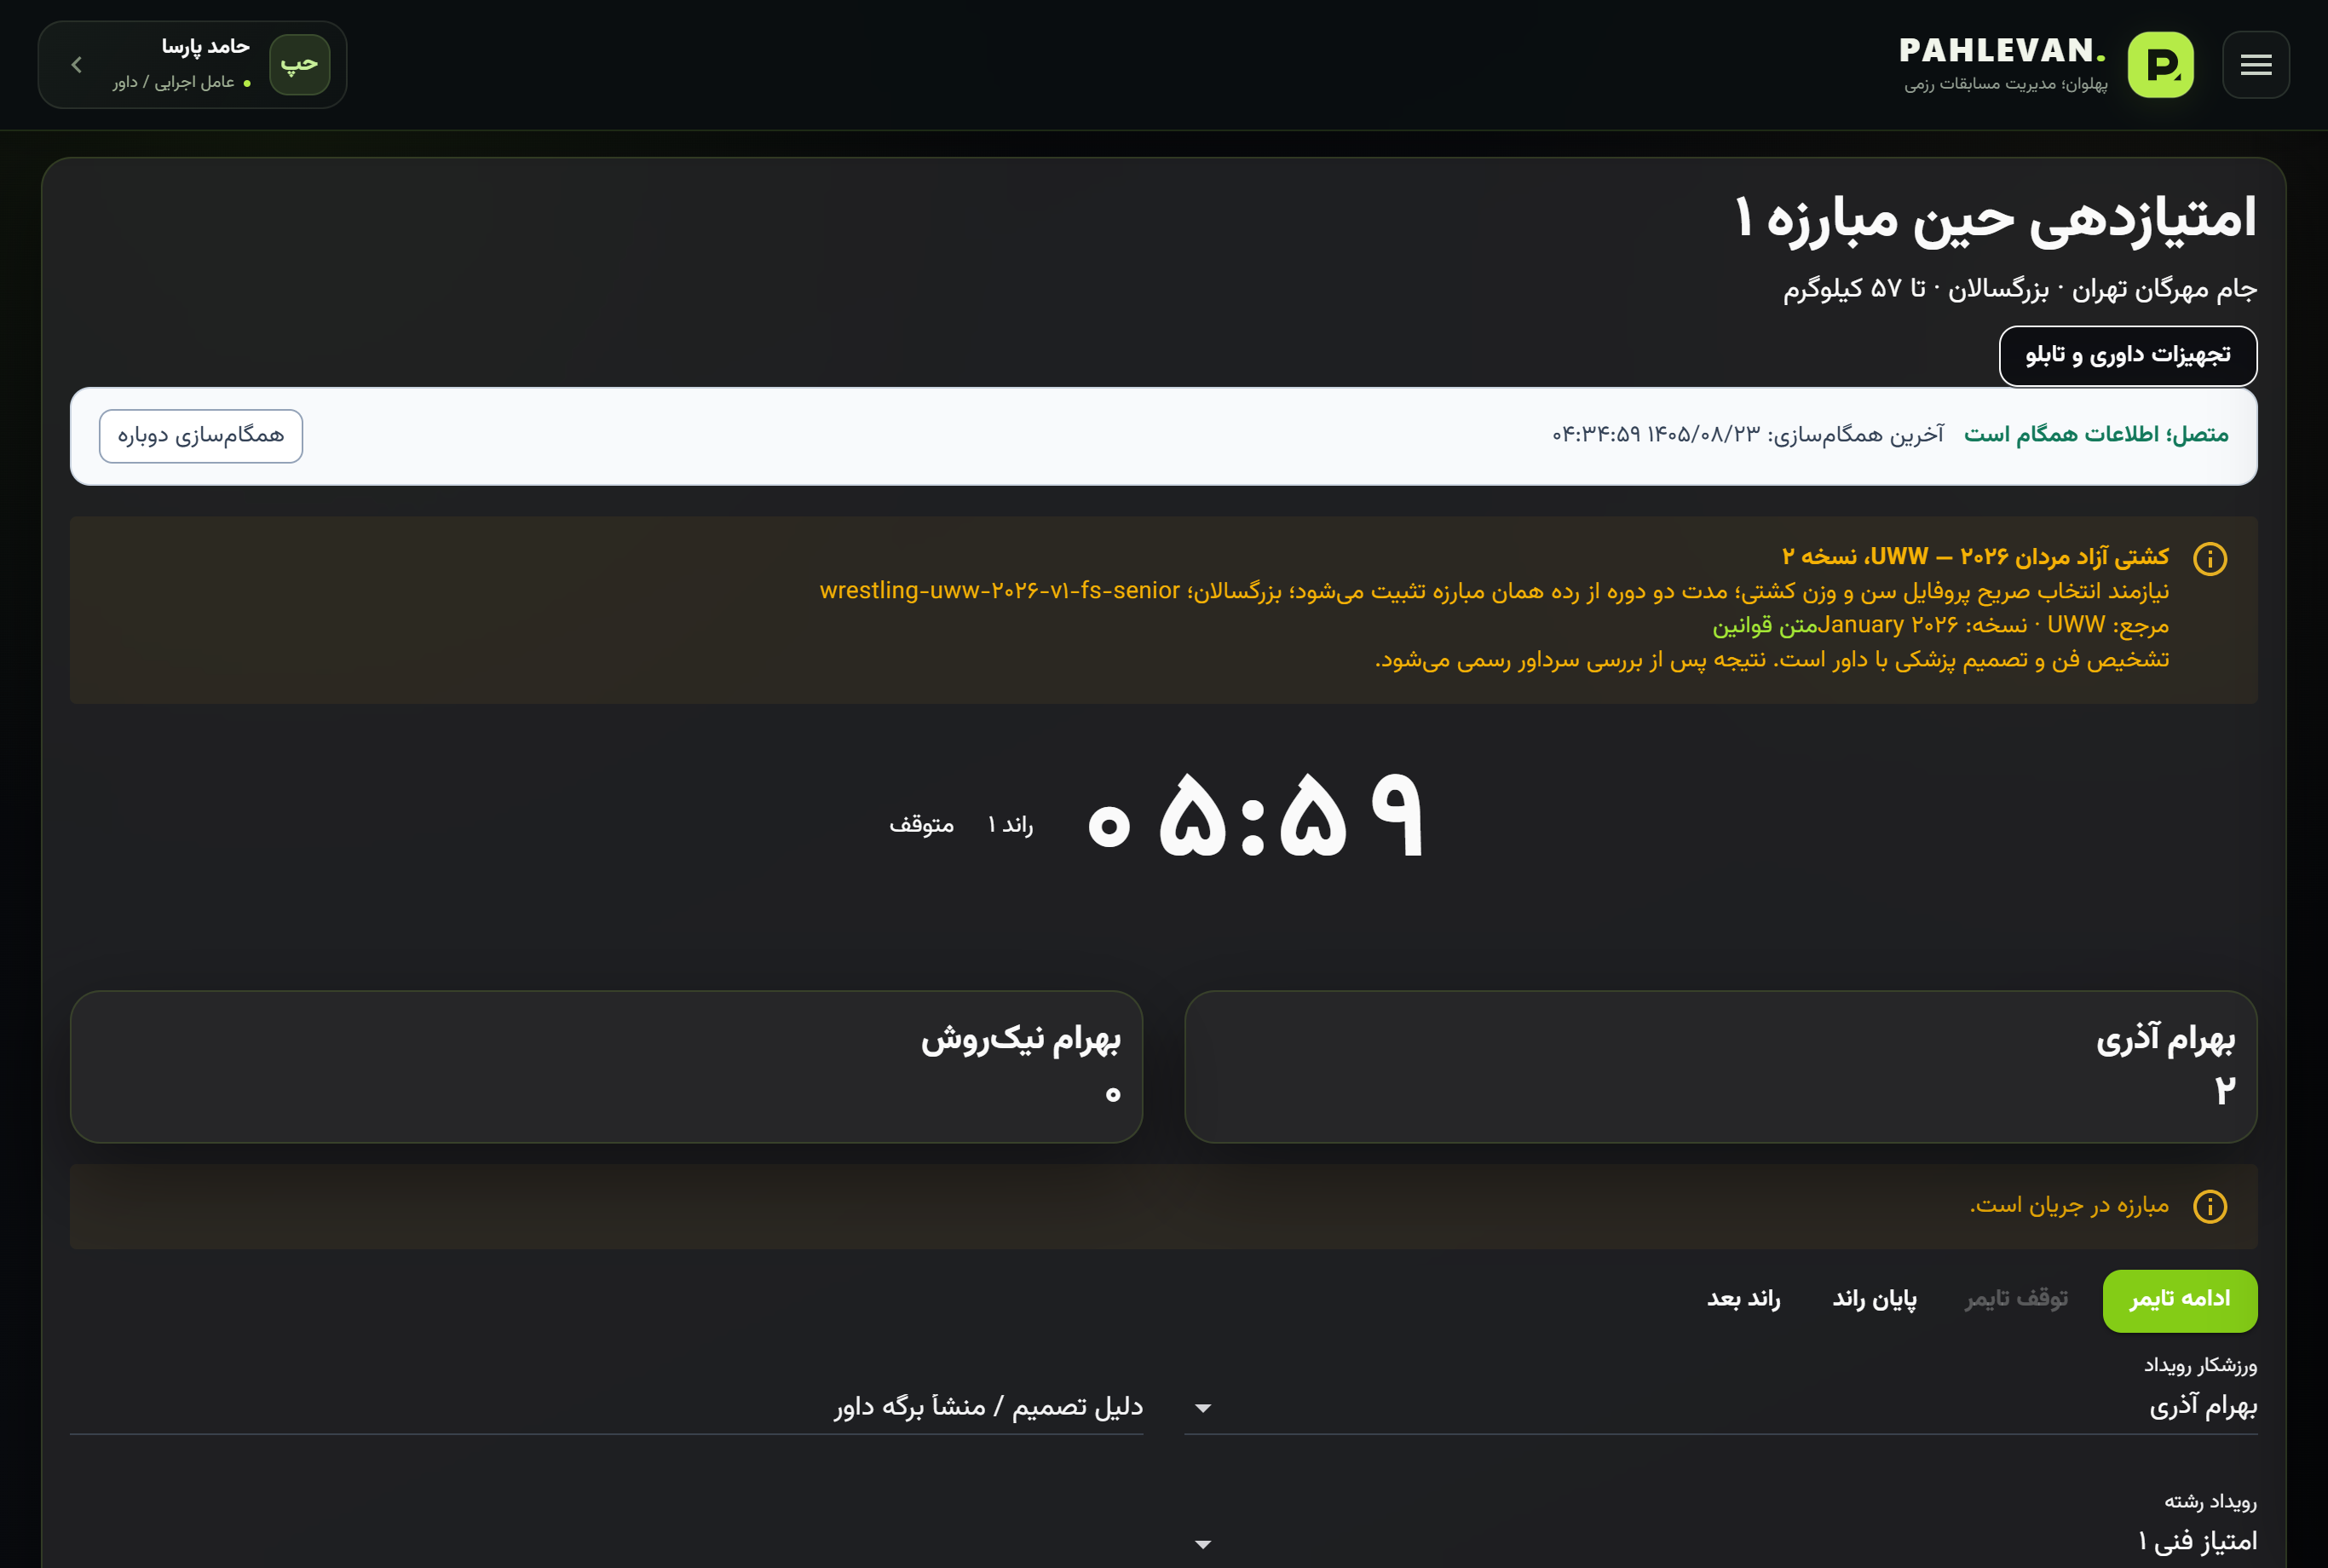 PAHLEVAN.
پهلوان؛ مدیریت مسابقات رزمی
حپ
حامد پارسا
عامل اجرایی / داور
امتیازدهی حین مبارزه ۱
جام مهرگان تهران · بزرگسالان · تا ۵۷ کیلوگرم
تجهیزات داوری و تابلو
متصل؛ اطلاعات همگام است آخرین همگام‌سازی: ۱۴۰۵/۰۸/۲۳ ۰۴:۳۴:۵۹
همگام‌سازی دوباره
کشتی آزاد مردان ۲۰۲۶ — UWW، نسخه ۲
نیازمند انتخاب صریح پروفایل سن و وزن کشتی؛ مدت دو دوره از رده همان مبارزه تثبیت می‌شود؛ بزرگسالان؛ wrestling-uww-۲۰۲۶-v۱-fs-senior
مرجع: UWW · نسخه: January ۲۰۲۶متن قوانین
تشخیص فن و تصمیم پزشکی با داور است. نتیجه پس از بررسی سرداور رسمی می‌شود.
۰۵:۵۹
راند ۱
متوقف
بهرام آذری
۲
بهرام نیک‌روش
۰
مبارزه در جریان است.
ادامه تایمر
توقف تایمر
پایان راند
راند بعد
ورزشکار رویداد
بهرام آذری
دلیل تصمیم / منشأ برگه داور
رویداد رشته
امتیاز فنی ۱